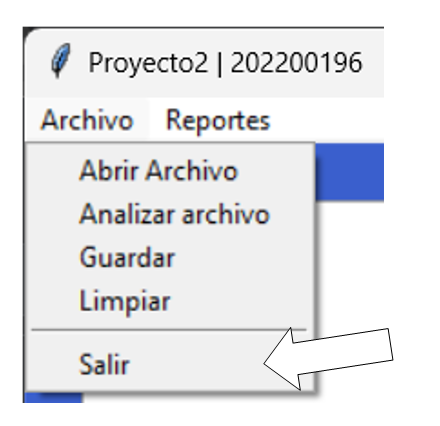 Proyecto2 | 202200196
Archivo Reportes
Abrir Archivo
Analizar archivo
Guardar
Limpiar
Salir